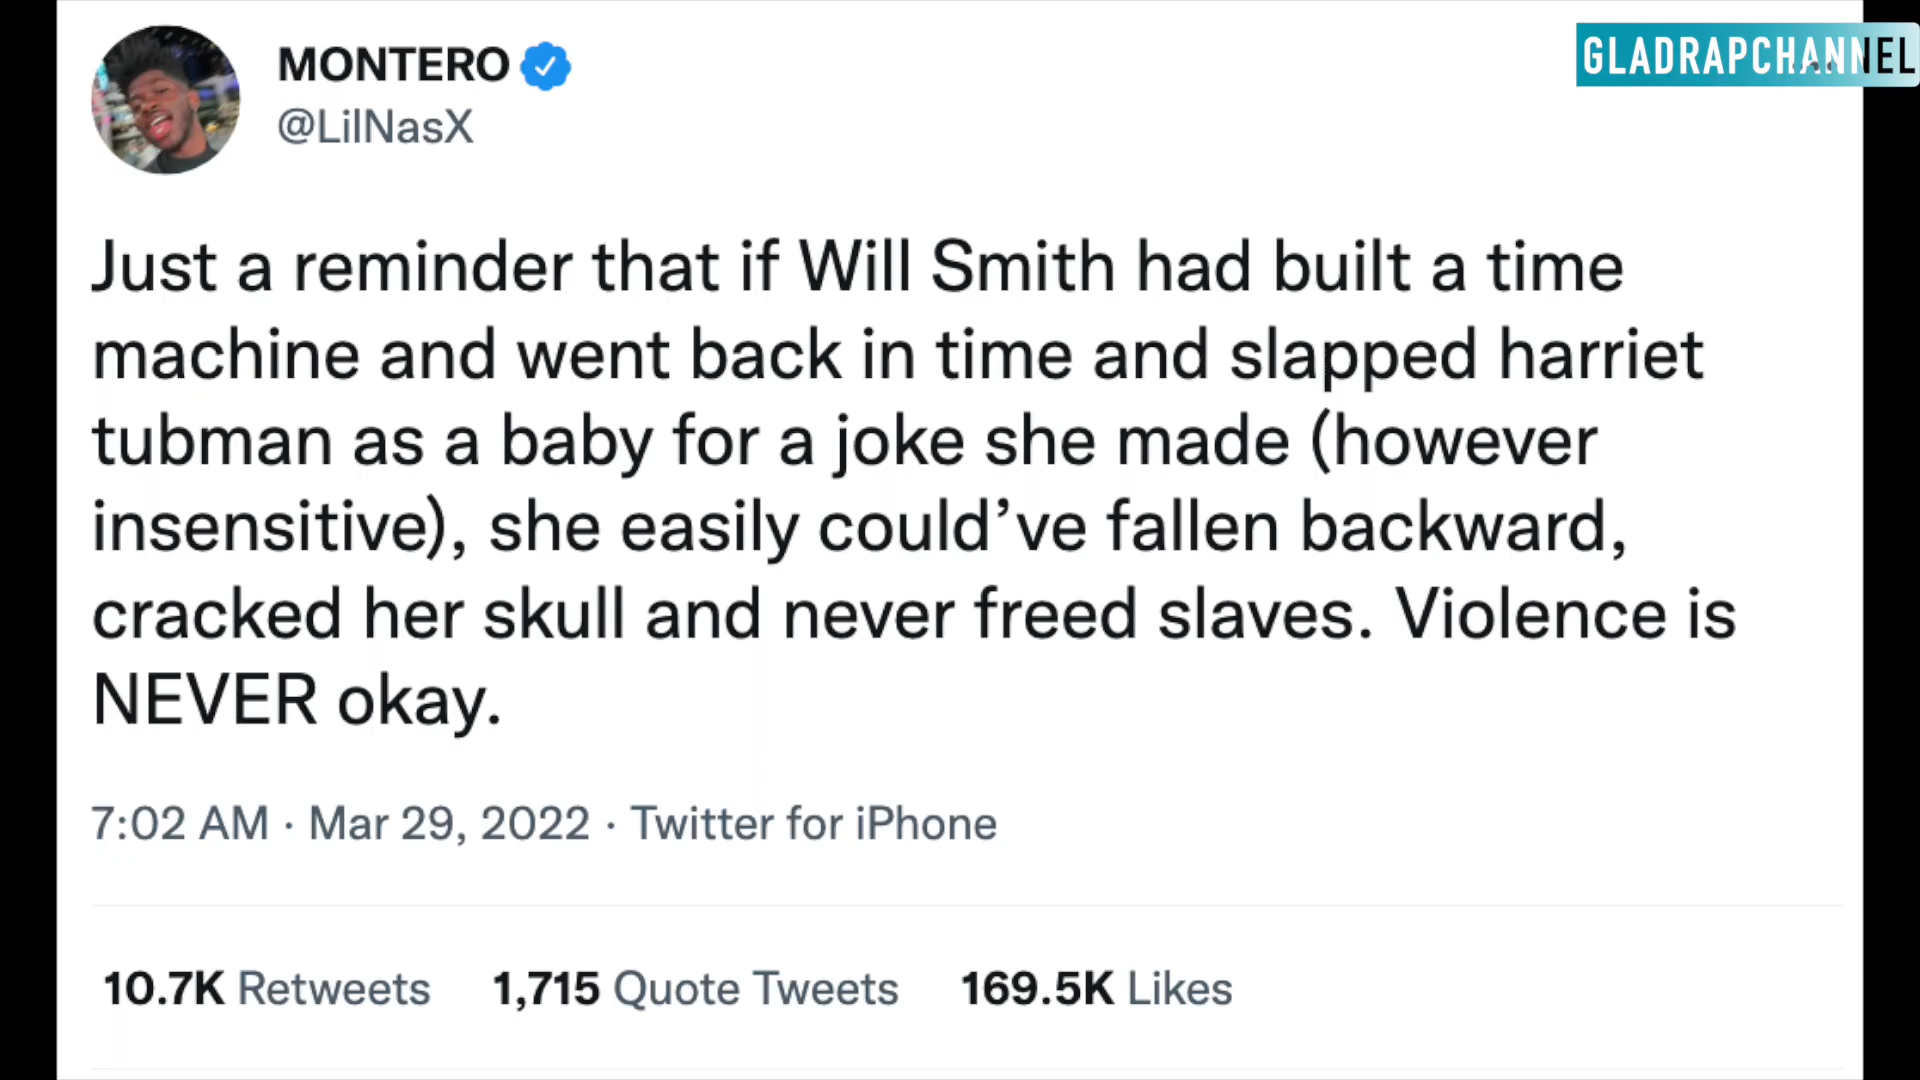 MONTERO
@LilNasX
GLADRAPCHANNEL
Just a reminder that if Will Smith had built a time
machine and went back in time and slapped harriet
tubman as a baby for a joke she made (however
insensitive), she easily could’ve fallen backward,
cracked her skull and never freed slaves. Violence is
NEVER okay.
7:02 AM · Mar 29, 2022 · Twitter for iPhone
10.7K Retweets 1,715 Quote Tweets 169.5K Likes